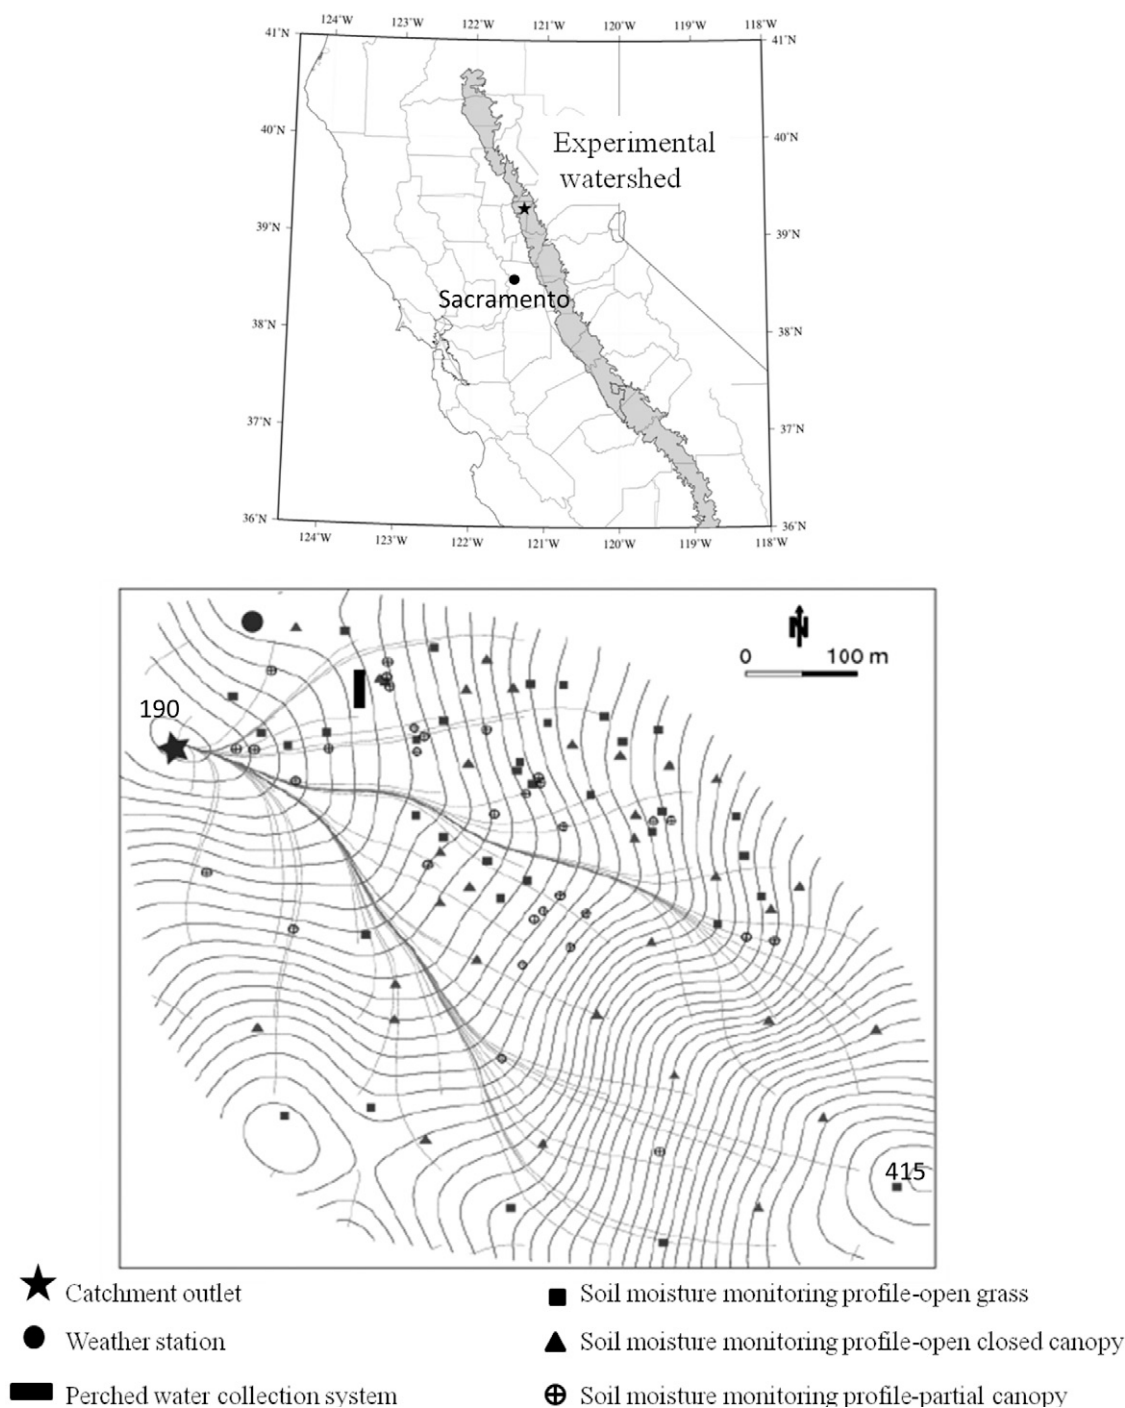 124˚W 123˚W 122˚W 121˚W 120˚W 119˚W 118˚W
41˚N 41˚N
40˚N 40˚N
Experimental
watershed
39˚N 39˚N
Sacramento
38˚N 38˚N
37˚N 37˚N
36˚N 36˚N
124˚W 123˚W 122˚W 121˚W 120˚W 119˚W 118˚W
N
0 100 m
190
415
Catchment outlet
Weather station
Perched water collection system
Soil moisture monitoring profile-open grass
Soil moisture monitoring profile-open closed canopy
Soil moisture monitoring profile-partial canopy